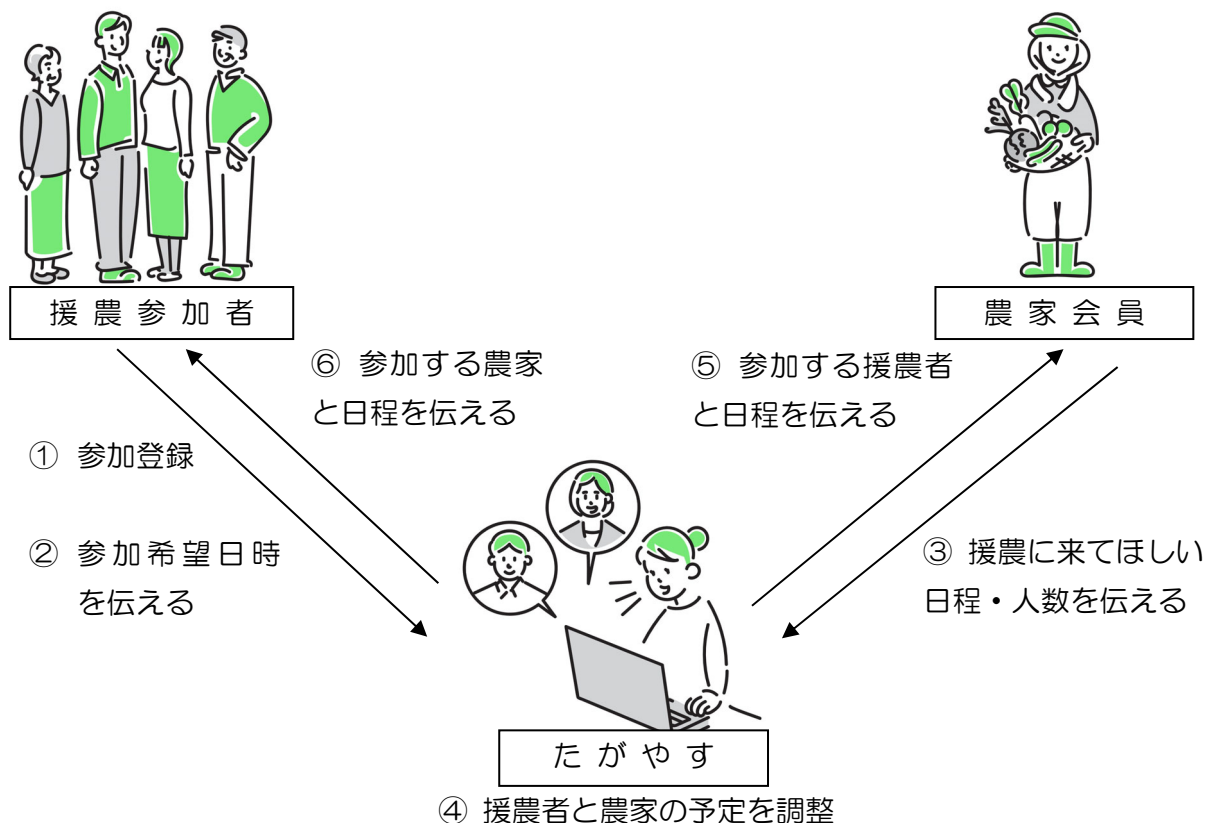 援農参加者
農家会員
⑥ 参加する農家
と日程を伝える
⑤ 参加する援農者
と日程を伝える
① 参加登録
② 参加希望日時
を伝える
③ 援農に来てほしい
日程・人数を伝える
たがやす
④ 援農者と農家の予定を調整